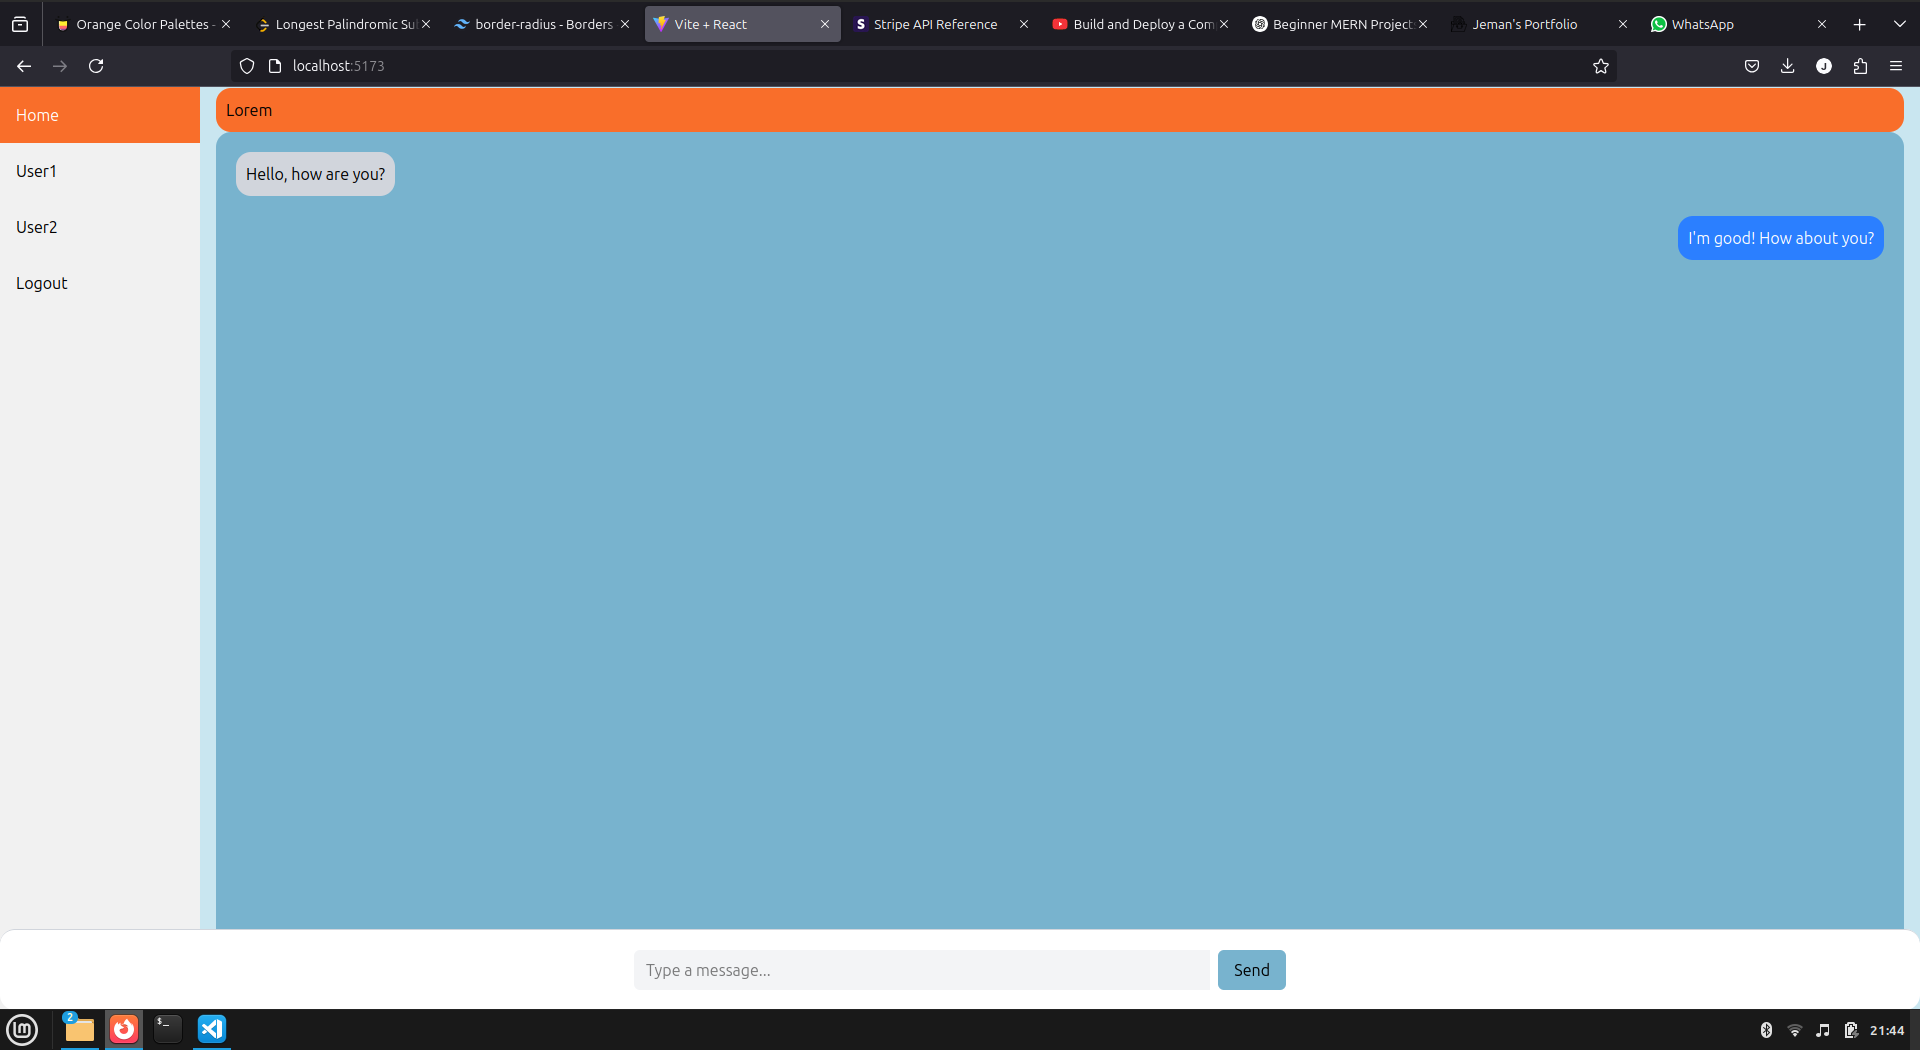 Orange Color Palettes -
Longest Palindromic Su
border-radius - Borders
Vite + React
Stripe API Reference
Build and Deploy a Com
Beginner MERN Project
Jeman's Portfolio
WhatsApp
localhost:5173
J
Home
Lorem
User1
Hello, how are you?
User2
I'm good! How about you?
Logout
Type a message...
Send
2
21:44